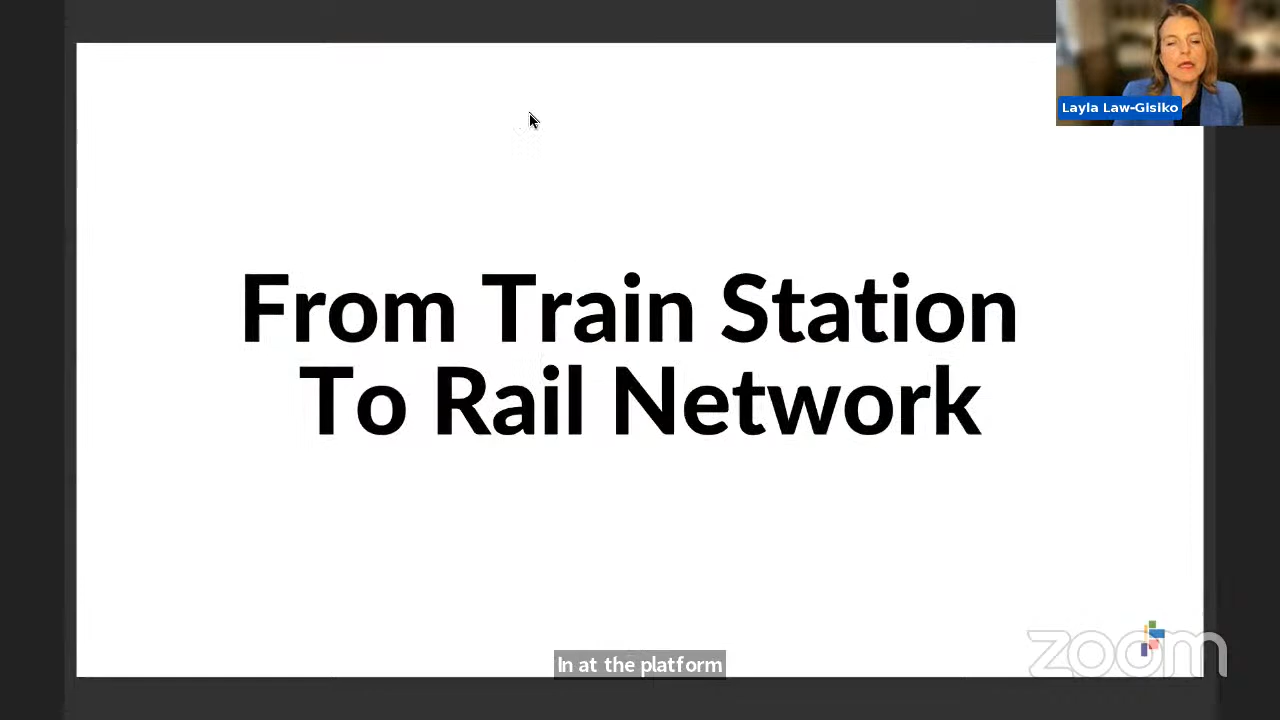 Layla Law-Gisiko
From Train Station
To Rail Network
In at the platform
zoom